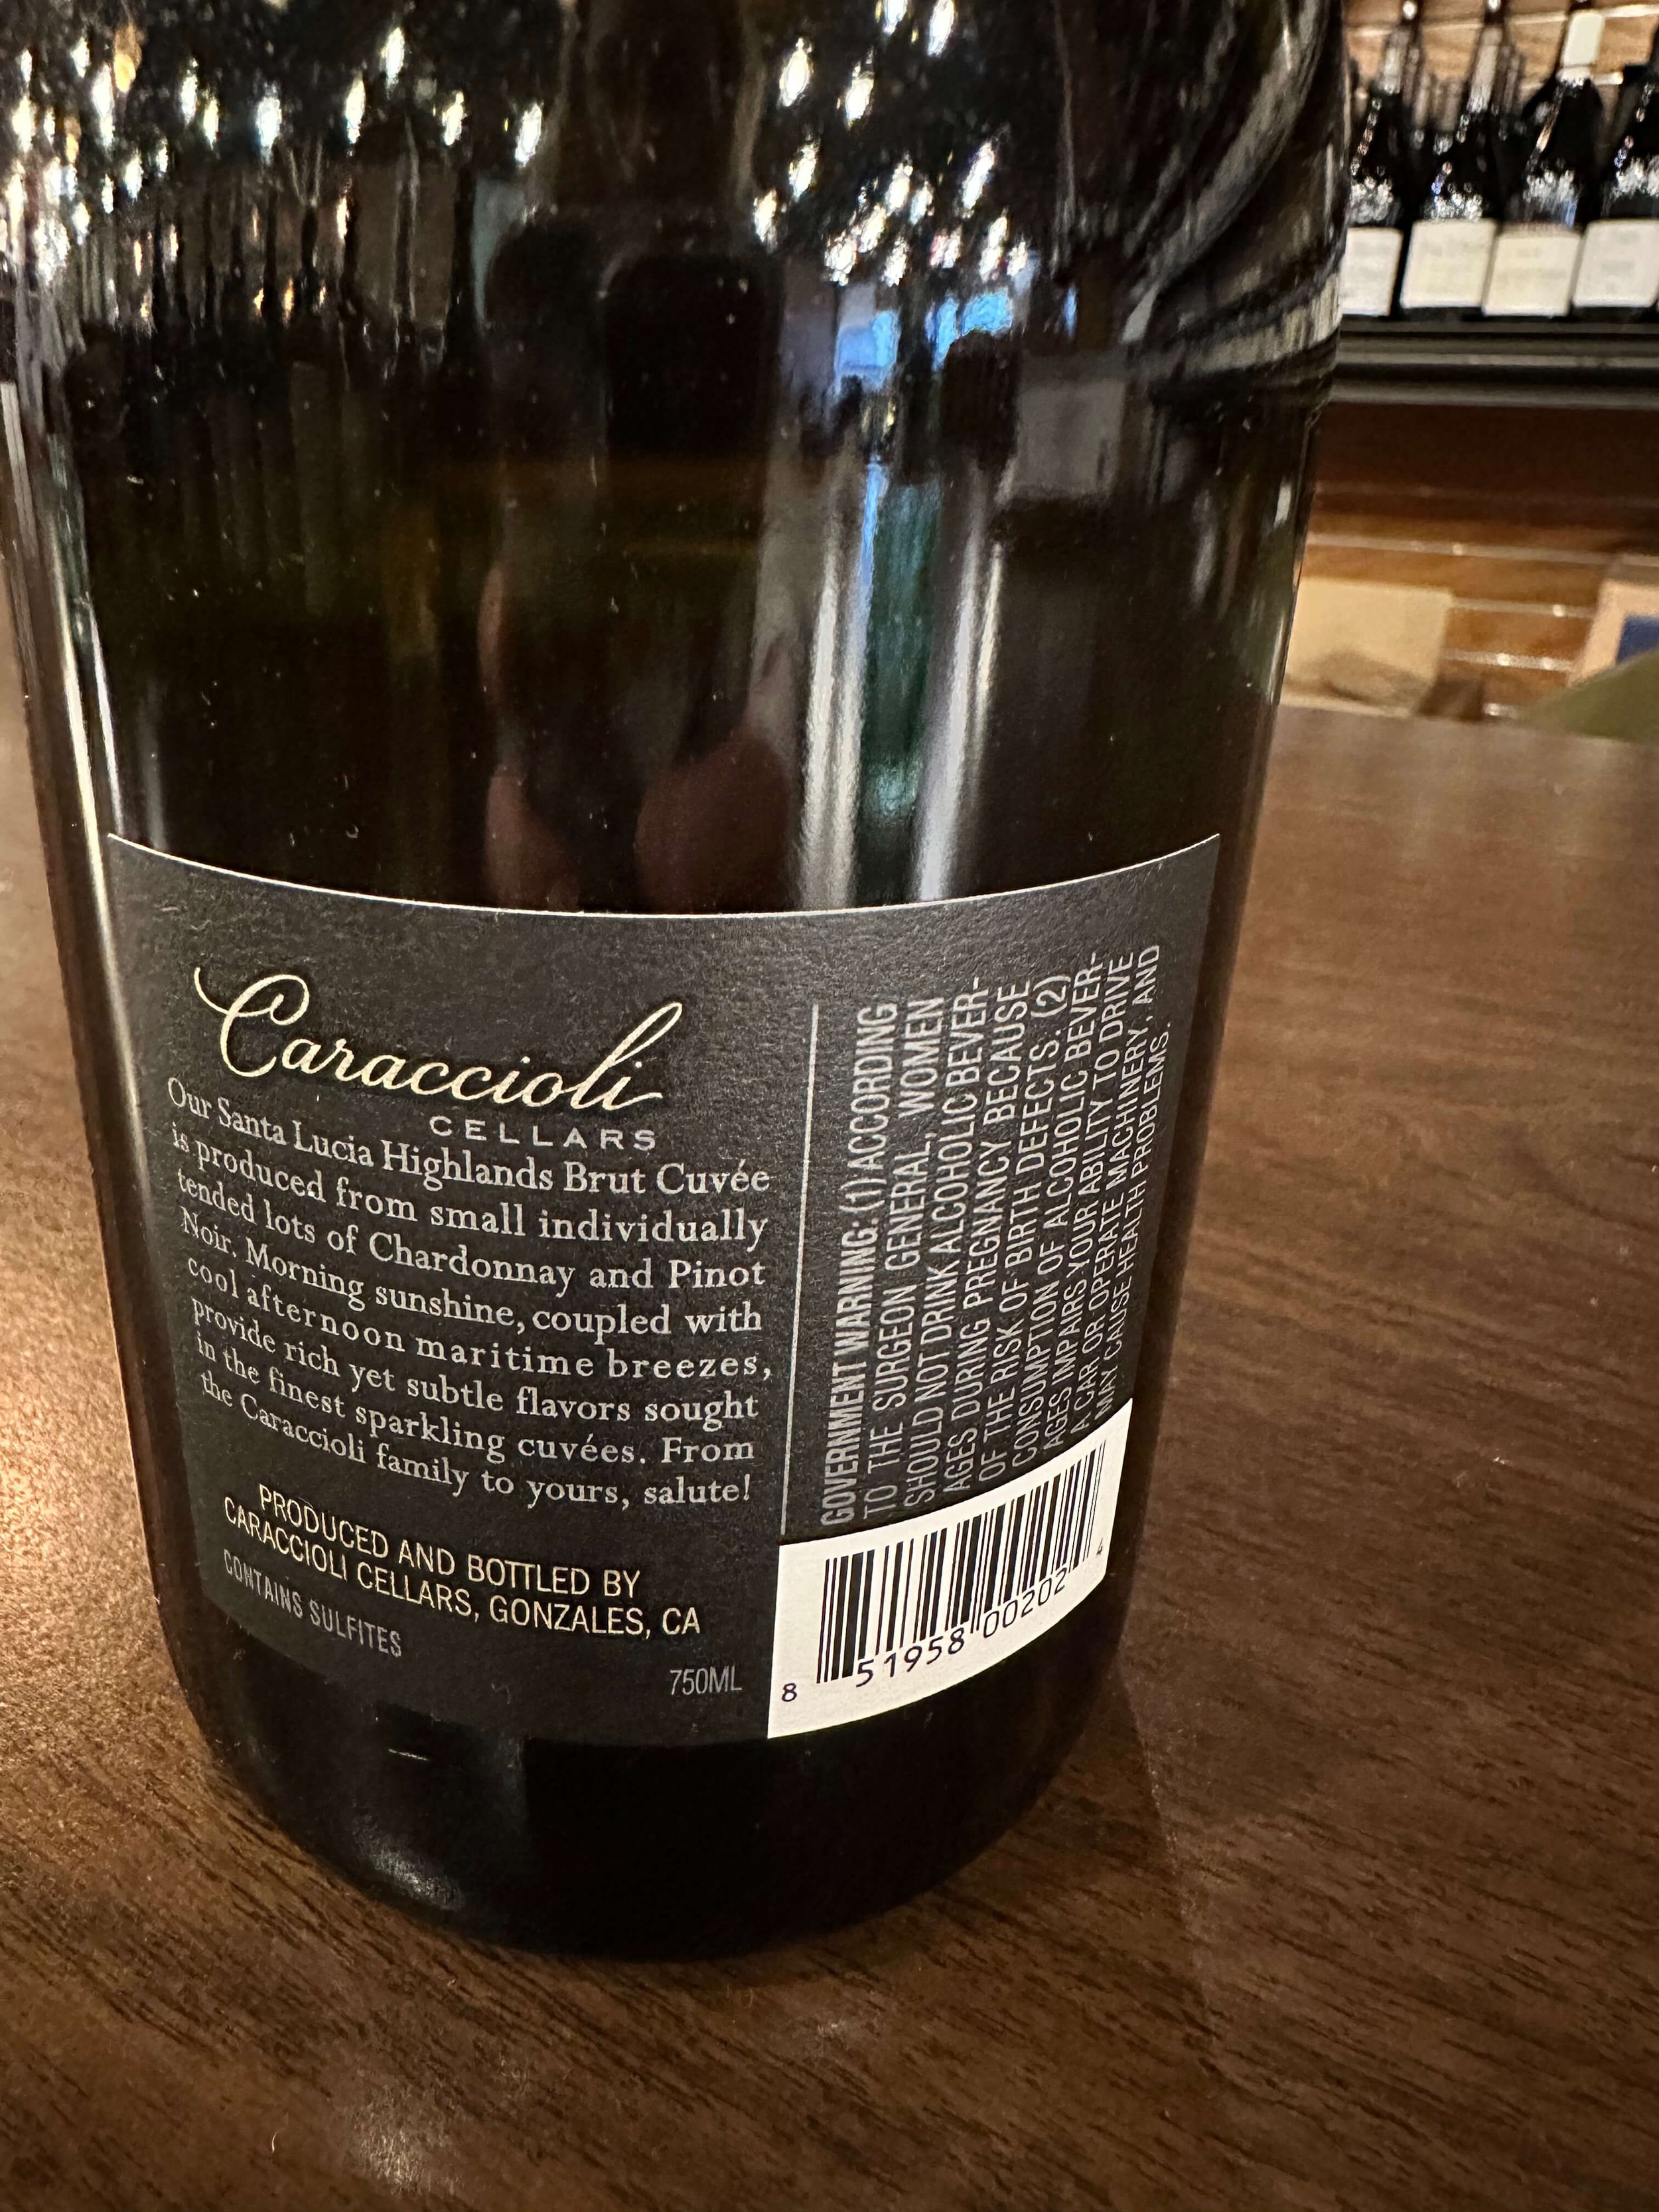 Caraccioli
CELLARS
Our Santa Lucia Highlands Brut Cuvée
is produced from small individually
tended lots of Chardonnay and Pinot
Noir. Morning sunshine, coupled with
cool afternoon maritime breezes,
provide rich yet subtle flavors sought
in the finest sparkling cuvées. From
the Caraccioli family to yours, salute!
PRODUCED AND BOTTLED BY
CARACCIOLI CELLARS, GONZALES, CA
CONTAINS SULFITES
750ML
GOVERNMENT WARNING: (1) ACCORDING
TO THE SURGEON GENERAL, WOMEN
SHOULD NOT DRINK ALCOHOLIC BEVER-
AGES DURING PREGNANCY BECAUSE
OF THE RISK OF BIRTH DEFECTS. (2)
CONSUMPTION OF ALCOHOLIC BEVER-
AGES IMPAIRS YOUR ABILITY TO DRIVE
A CAR OR OPERATE MACHINERY, AND
MAY CAUSE HEALTH PROBLEMS.
8 51958 00202 4